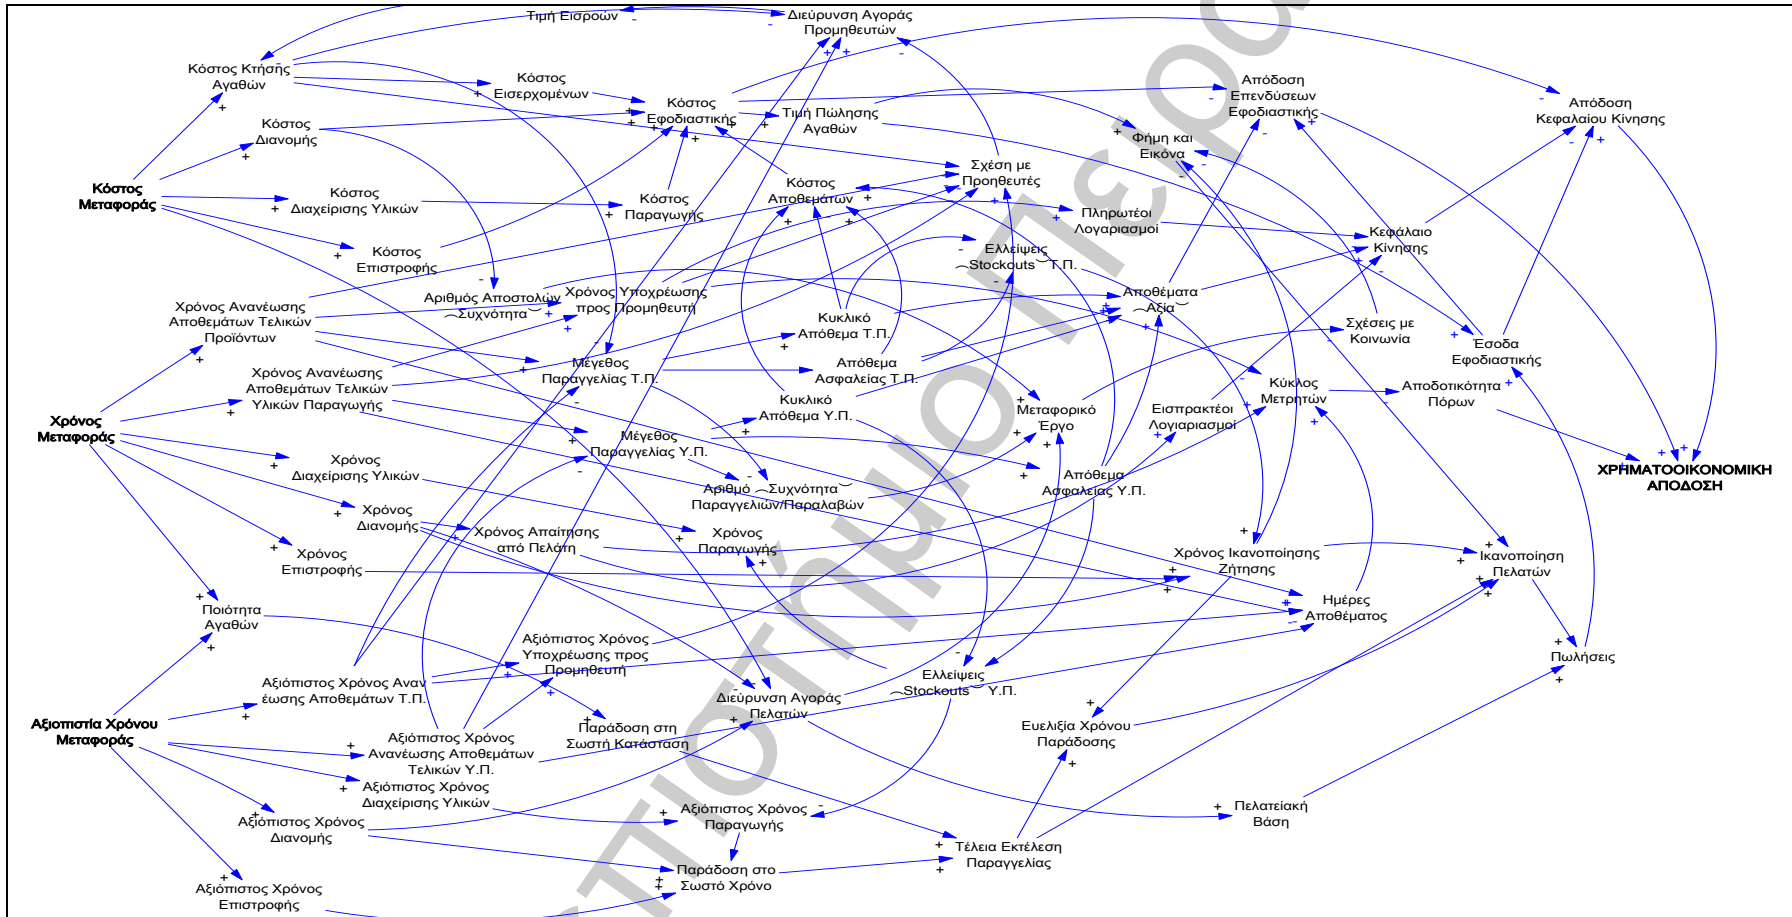 Τιμή Εισροών
Διεύρυνση Αγοράς
Προμηθευτών
Κόστος Κτήσης
Αγαθών
Κόστος
Εισερχομένων
Κόστος
Εφοδιαστικής
Τιμή Πώλησης
Αγαθών
Απόδοση
Επενδύσεων
Εφοδιαστικής
Απόδοση
Κεφαλαίου Κίνησης
Κόστος
Διανομής
Φήμη και
Εικόνα
Κόστος
Μεταφοράς
Κόστος
Διαχείρισης Υλικών
Κόστος
Παραγωγής
Κόστος
Αποθεμάτων
Σχέση με
Προηθευτές
Πληρωτέοι
Λογαριασμοί
Κεφάλαιο
Κίνησης
Κόστος
Επιστροφής
Ελλείψεις
(Stockouts) Τ.Π.
Χρόνος Ανανέωσης
Αποθεμάτων Τελικών
Προϊόντων
Αριθμός Αποστολών
(Συχνότητα)
Χρόνος Υποχρέωσης
προς Προμηθευτή
Κυκλικό
Απόθεμα Τ.Π.
Αποθέματα
(Αξία)
Σχέσεις με
Κοινωνία
Έσοδα
Εφοδιαστικής
Χρόνος Ανανέωσης
Αποθεμάτων Τελικών
Υλικών Παραγωγής
Μέγεθος
Παραγγελίας Τ.Π.
Απόθεμα
Ασφαλείας Τ.Π.
Κυκλικό
Απόθεμα Υ.Π.
Μεταφορικό
Έργο
Εισπρακτέοι
Λογιαριασμοί
Κύκλος
Μετρητών
Αποδοτικότητα
Πόρων
Χρόνος
Μεταφοράς
Μέγεθος
Παραγγελίας Υ.Π.
Χρόνος
Διαχείρισης Υλικών
Αριθμό (Συχνότητα)
Παραγγελιών/Παραλαβών
Απόθεμα
Ασφαλείας Υ.Π.
ΧΡΗΜΑΤΟΟΙΚΟΝΟΜΙΚΗ
ΑΠΟΔΟΣΗ
Χρόνος
Διανομής
Χρόνος Απαίτησης
από Πελάτη
Χρόνος
Παραγωγής
Χρόνος Ικανοποίησης
Ζήτησης
Ικανοποίηση
Πελατών
Χρόνος
Επιστροφής
Ποιότητα
Αγαθών
Ημέρες
Αποθέματος
Αξιόπιστο Χρόνος
Υποχρέωσης προς
Προμηθευτή
Πωλήσεις
Αξιόπιστο Χρόνος Αναν
έωσης Αποθεμάτων Τ.Π.
Ελλείψεις
(Stockouts) Υ.Π.
Διεύρυνση Αγοράς
Πελατών
Αξιοπιστία Χρόνου
Μεταφοράς
Παράδοση στη
Σωστή Κατάσταση
Ευελιξία Χρόνου
Παράδοσης
Αξιόπιστος Χρόνος
Ανανέωσης Αποθεμάτων
Τελικών Υ.Π.
Αξιόπιστος Χρόνος
Διαχείρισης Υλικών
Αξιόπιστος Χρόνος
Παραγωγής
Πελατειακή
Βάση
Αξιόπιστος Χρόνος
Διανομής
Τέλεια Εκτέλεση
Παραγγελίας
Παράδοση στο
Σωστό Χρόνο
Αξιόπιστος Χρόνος
Επιστροφής